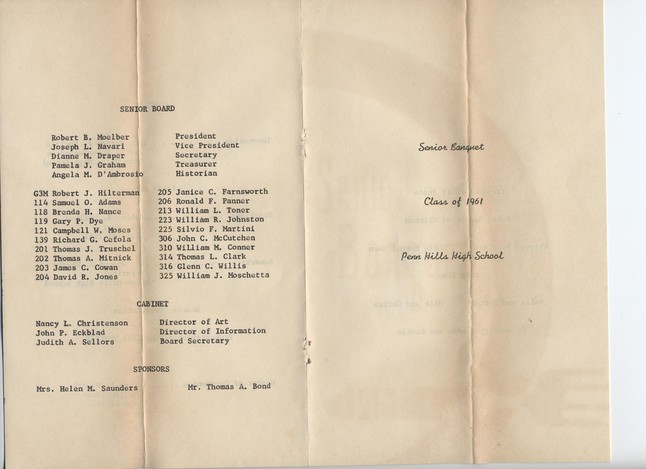 SENIOR BOARD
Robert B. Moelber President
Joseph L. Navari Vice President
Dianne M. Draper Secretary
Pamela J. Graham Treasurer
Angela M. D'Ambrosio Historian
G3M Robert J. Hilterman 205 Janice C. Farnsworth
114 Samuel O. Adams 206 Ronald F. Panner
118 Brenda H. Nance 213 William L. Toner
119 Gary P. Dye 223 William R. Johnston
121 Campbell W. Moses 225 Silvio F. Martini
139 Richard G. Cefola 306 John C. McCutchen
201 Thomas J. Truschel 310 William M. Conner
202 Thomas A. Mitnick 314 Thomas L. Clark
203 James C. Cowan 316 Glenn C. Willis
204 David R. Jones 325 William J. Moschetta
CABINET
Nancy L. Christenson Director of Art
John P. Eckblad Director of Information
Judith A. Sellors Board Secretary
SPONSORS
Mrs. Helen M. Saunders Mr. Thomas A. Bond
Senior Banquet
Class of 1961
Penn Hills High School